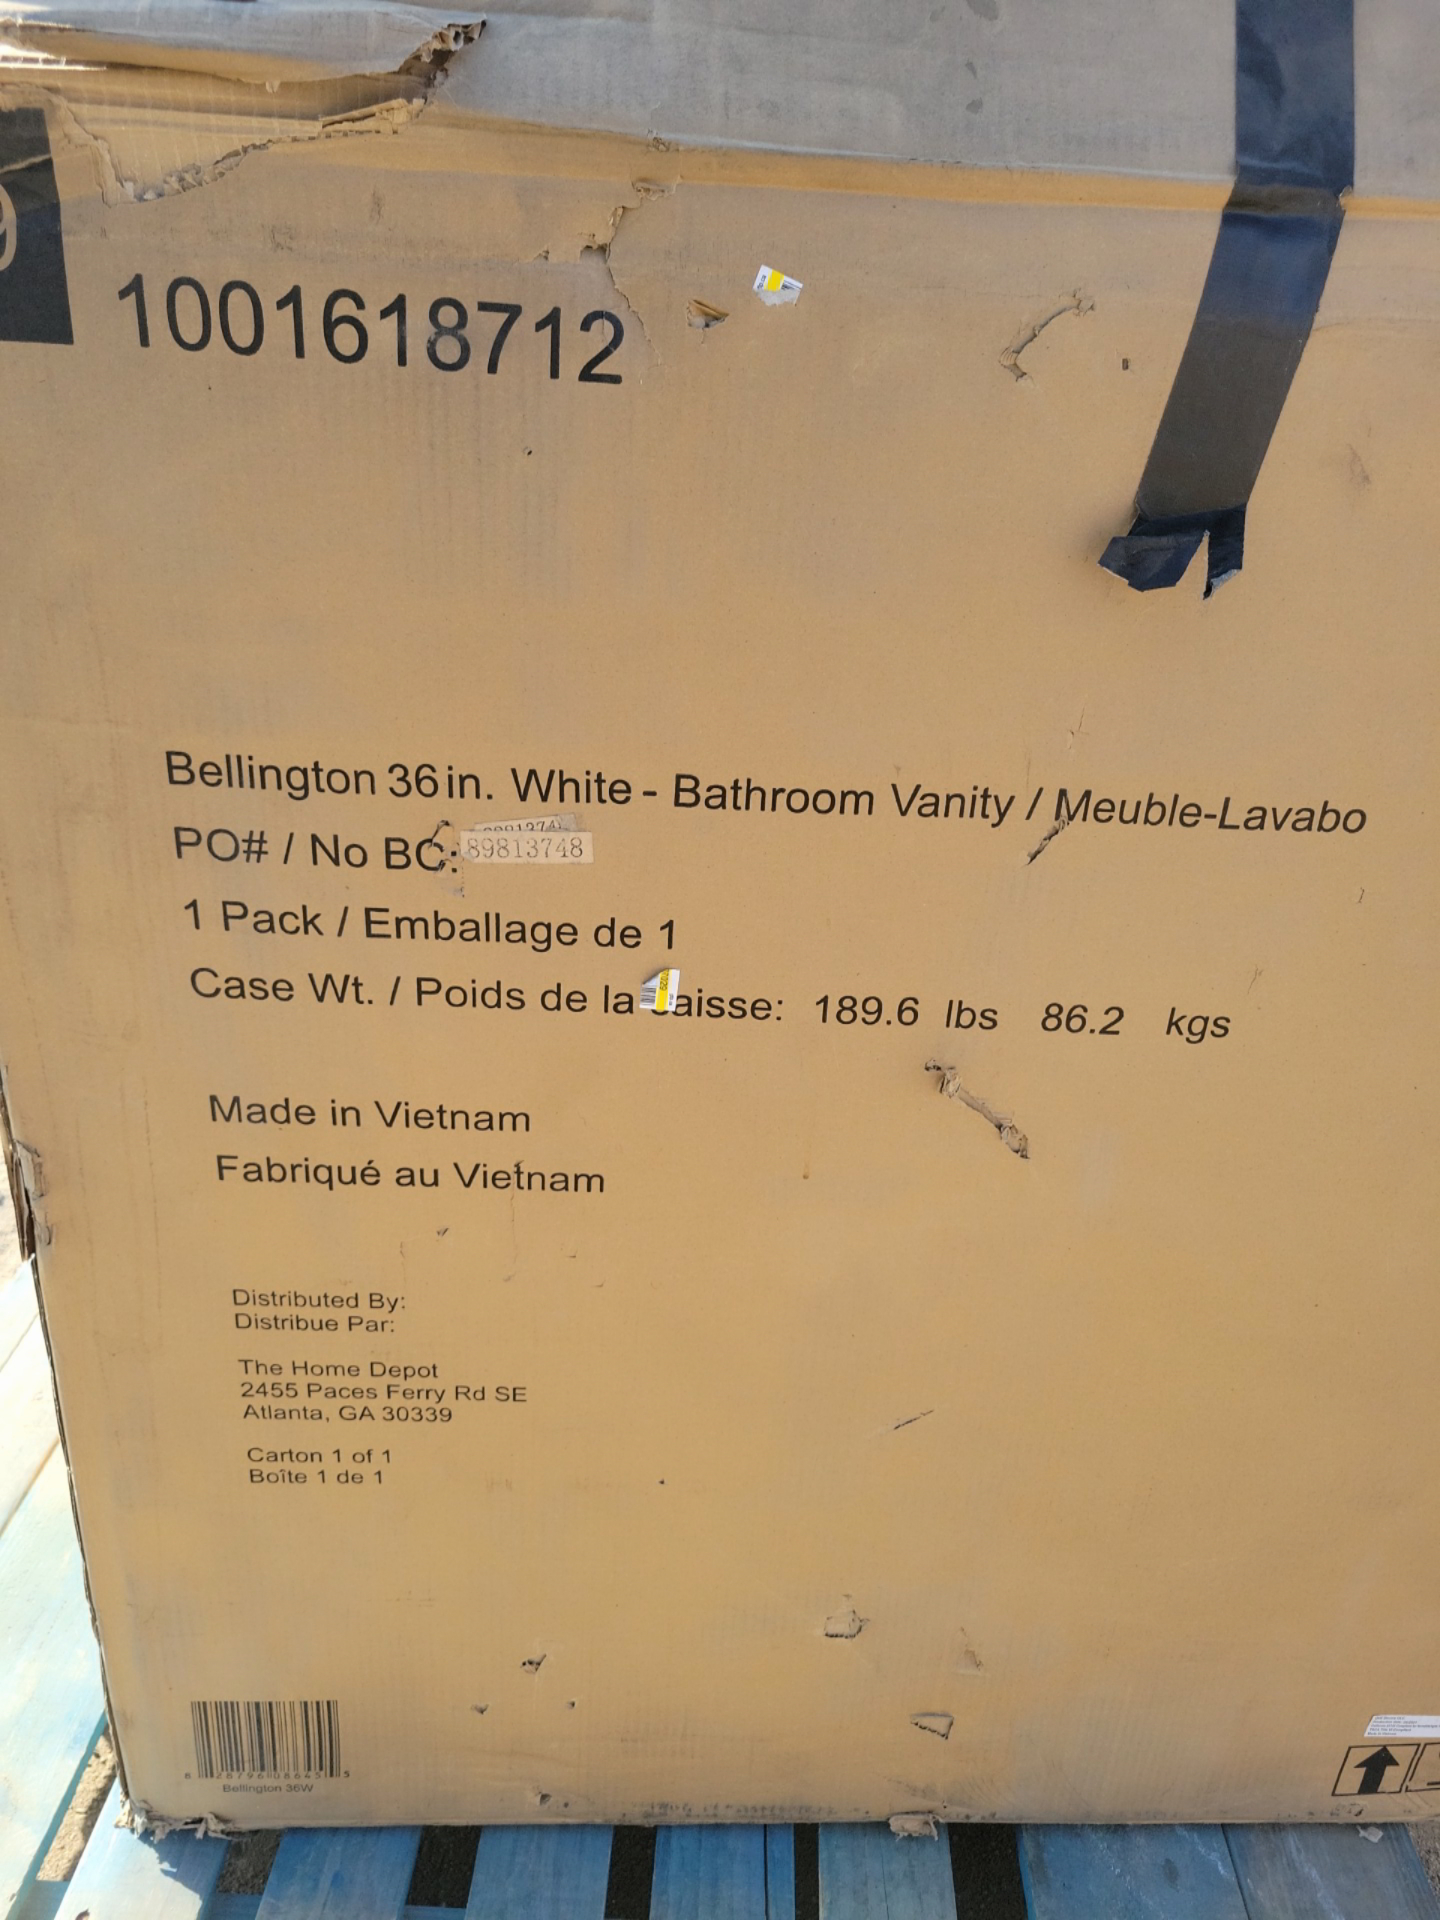 9
1001618712
Bellington 36in. White - Bathroom Vanity / Meuble-Lavabo
PO# / No BC: 89813748
1 Pack / Emballage de 1
Case Wt. / Poids de la caisse: 189.6 lbs 86.2 kgs
Made in Vietnam
Fabriqué au Vietnam
Distributed By:
Distribue Par:
The Home Depot
2455 Paces Ferry Rd SE
Atlanta, GA 30339
Carton 1 of 1
Boîte 1 de 1
Bellington 36W